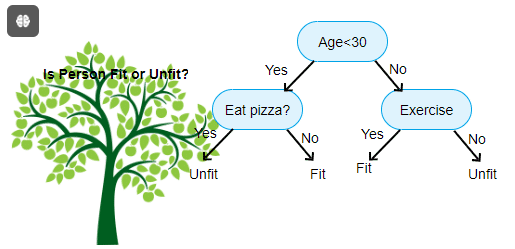 Age<30
Is Person Fit or Unfit?
Yes
No
Eat pizza?
Exercise
Yes
No
Yes
No
Unfit
Fit
Fit
Unfit